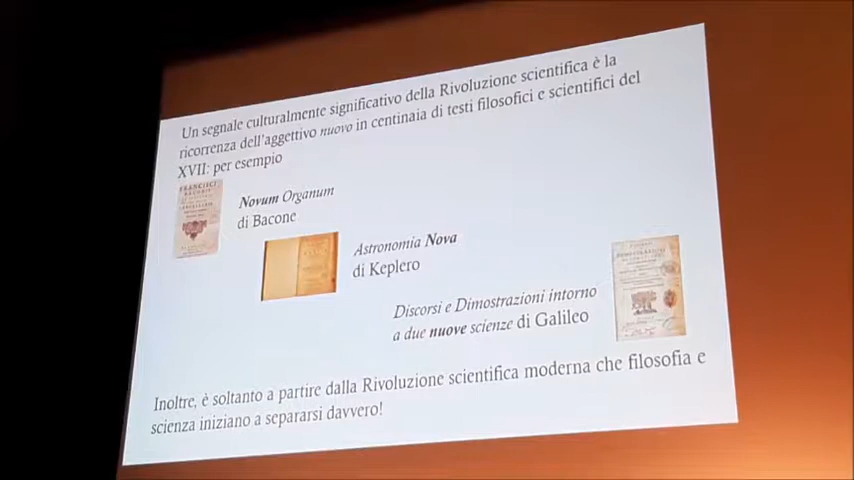 Un segnale culturalmente significativo della Rivoluzione scientifica è la
ricorrenza dell'aggettivo nuovo in centinaia di testi filosofici e scientifici del
XVII: per esempio
FRANCISCI
Novum Organum
di Bacone
Astronomia Nova
di Keplero
Discorsi e Dimostrazioni intorno
a due nuove scienze di Galileo
Inoltre, è soltanto a partire dalla Rivoluzione scientifica moderna che filosofia e
scienza iniziano a separarsi davvero!